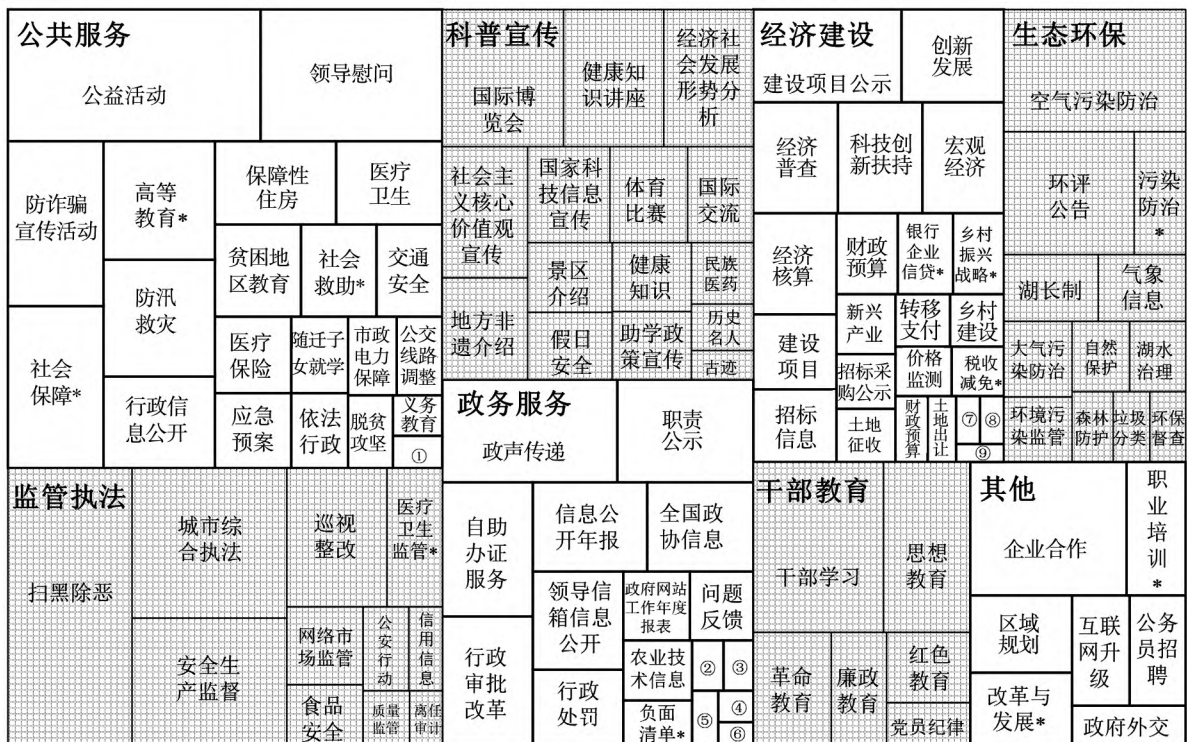 公共服务
公益活动
领导慰问
防诈骗
宣传活动
高等
教育*
保障性
住房
医疗
卫生
贫困地
区教育
社会
救助*
交通
安全
防汛
救灾
社会
保障*
医疗
保险
随迁子
女就学
市政
电力
保障
公交
线路
调整
行政信
息公开
应急
预案
依法
行政
脱贫
攻坚
义务
教育
①
科普宣传
国际博
览会
健康知
识讲座
经济社
会发展
形势分
析
社会主
义核心
价值观
宣传
国家科
技信息
宣传
体育
比赛
国际
交流
景区
介绍
健康
知识
民族
医药
地方非
遗介绍
假日
安全
助学政
策宣传
历史
名人
古迹
经济建设
建设项目公示
创新
发展
经济
普查
科技创
新扶持
宏观
经济
经济
核算
财政
预算
银行
企业
信贷*
乡村
振兴
战略*
新兴
产业
转移
支付
乡村
建设
建设
项目
招标采
购公示
价格
监测
税收
减免*
招标
信息
土地
征收
财政
预算
土地
出让
⑦
⑧
⑨
生态环保
空气污染防治
环评
公告
污染
防治
*
湖长制
气象
信息
大气污
染防治
自然
保护
湖水
治理
环境污
染监管
森林
防护
垃圾
分类
环保
督查
政务服务
政声传递
职责
公示
自助
办证
服务
信息公
开年报
全国政
协信息
领导信
箱信息
公开
政府网站
工作年度
报表
问题
反馈
行政
审批
改革
农业技
术信息
②
③
行政
处罚
负面
清单*
⑤
④
⑥
监管执法
扫黑除恶
城市综
合执法
巡视
整改
医疗
卫生
监管*
安全生
产监督
网络市
场监管
公
安
行
动
信
用
信
息
食品
安全
质量
监管
离任
审计
干部教育
干部学习
思想
教育
革命
教育
廉政
教育
红色
教育
党员纪律
其他
企业合作
职
业
培
训
*
区域
规划
互联
网升
级
公务
员招
聘
改革与
发展*
政府外交